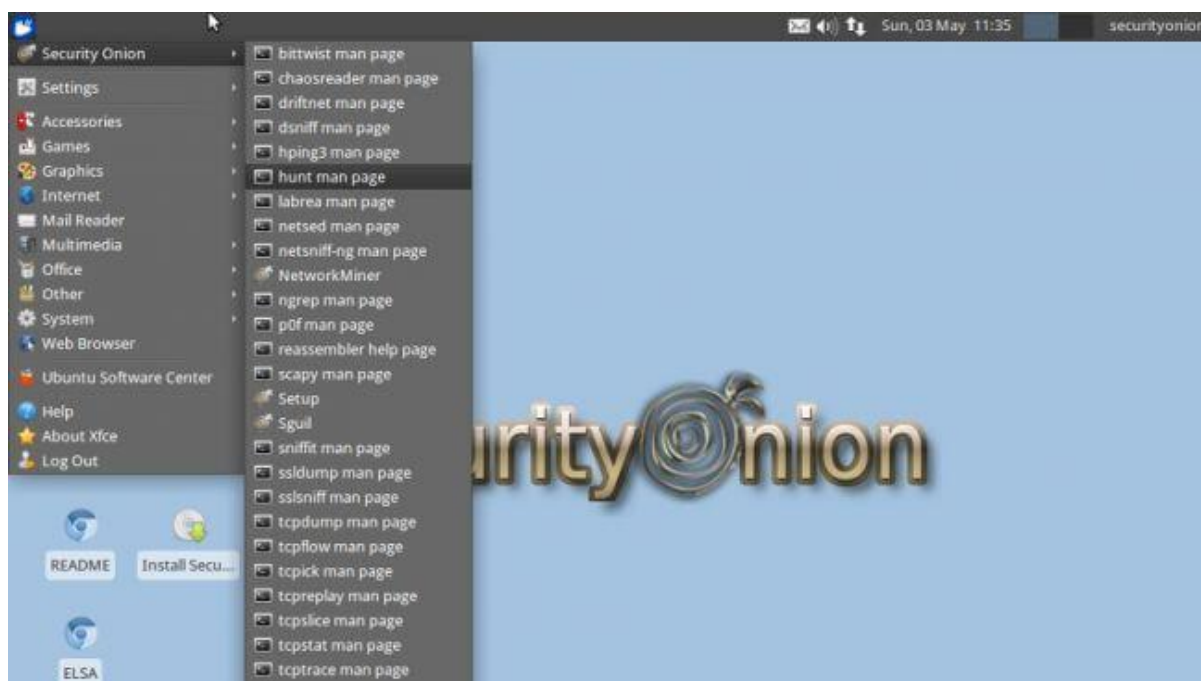 Sun, 03 May 11:35
securityonion
Security Onion
Settings
Accessories
Games
Graphics
Internet
Mail Reader
Multimedia
Office
Other
System
Web Browser
Ubuntu Software Center
Help
About Xfce
Log Out
bittwist man page
chaosreader man page
driftnet man page
dsniff man page
hping3 man page
hunt man page
labrea man page
netsed man page
netsniff-ng man page
NetworkMiner
ngrep man page
p0f man page
reassembler help page
scapy man page
Setup
Sguil
sniffit man page
ssldump man page
sslsniff man page
tcpdump man page
tcpflow man page
tcpick man page
tcpreplay man page
tcpslice man page
tcpstat man page
tcptrace man page
urityOnion
README
Install Secu...
ELSA